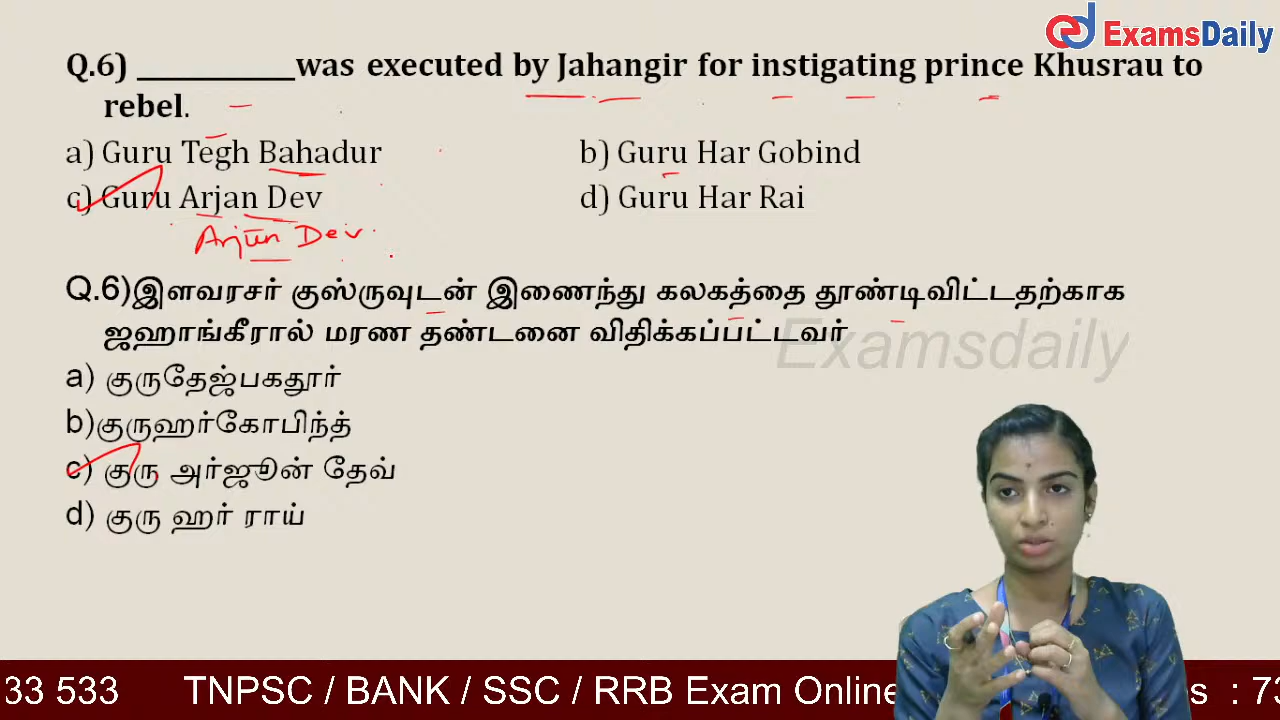 ExamsDaily
Q.6) ___________was executed by Jahangir for instigating prince Khusrau to
rebel.
a) Guru Tegh Bahadur
b) Guru Har Gobind
c) Guru Arjan Dev
d) Guru Har Rai
Arjun Dev
Q.6)இளவரசர் குஸ்ருவுடன் இணைந்து கலகத்தை தூண்டிவிட்டதற்காக
ஜஹாங்கீரால் மரண தண்டனை விதிக்கப்பட்டவர்
Examsdaily
a) குருதேஜ்பகதூர்
b)குருஹர்கோபிந்த்
c) குரு அர்ஜூன் தேவ்
d) குரு ஹர் ராய்
33 533 TNPSC / BANK / SSC / RRB Exam Online s : 73